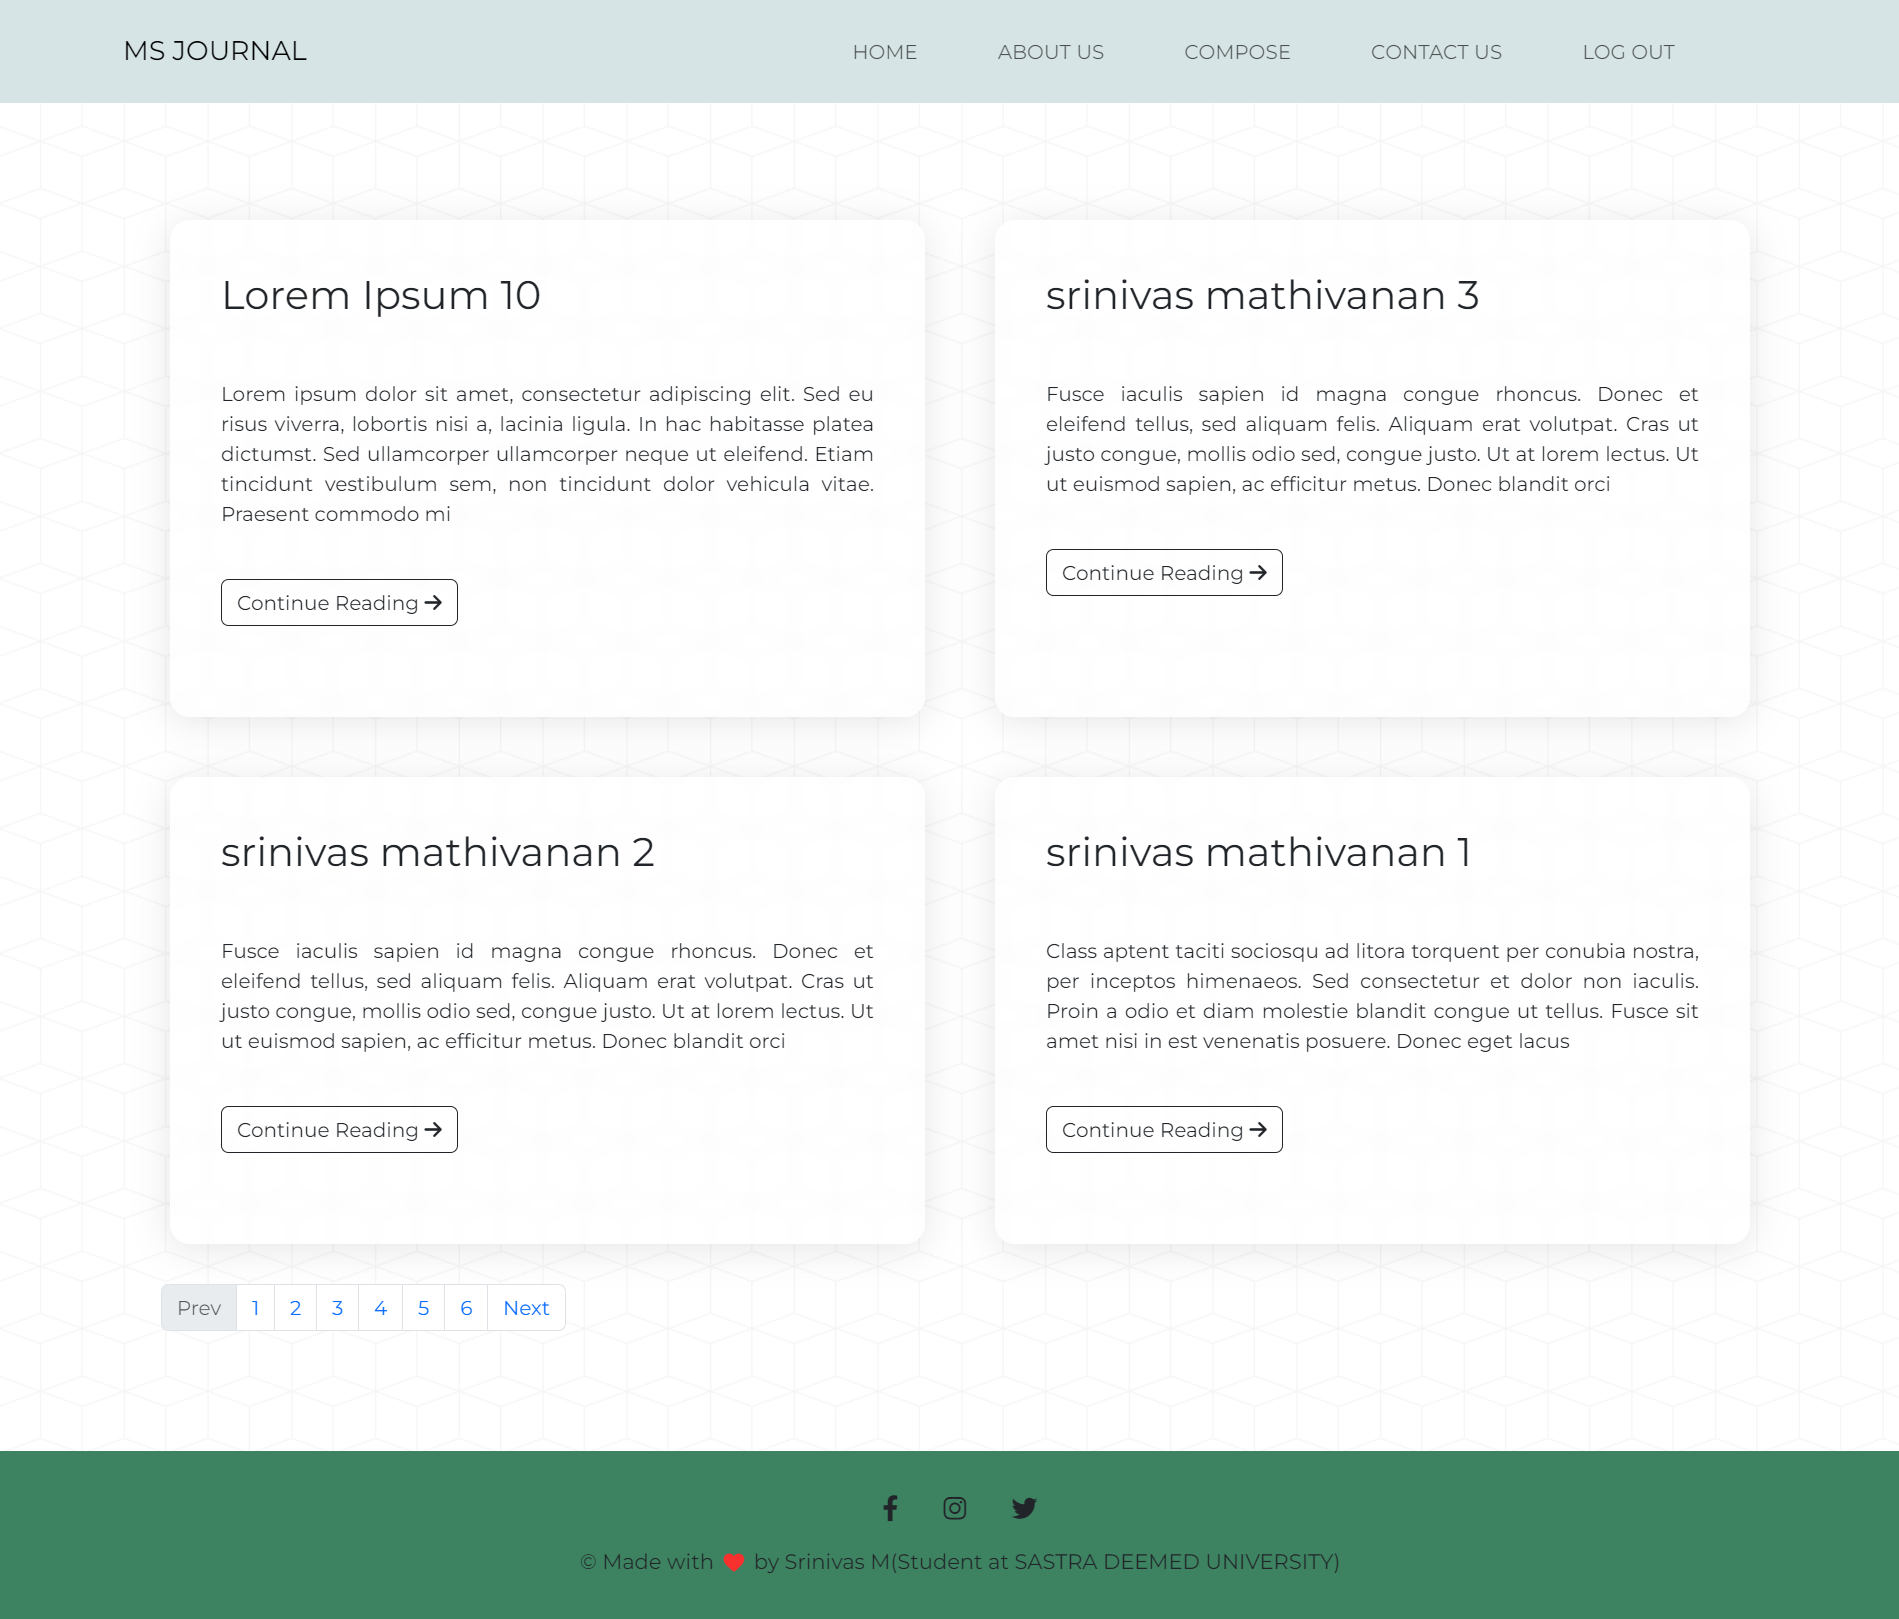 MS JOURNAL
HOME ABOUT US COMPOSE CONTACT US LOG OUT
Lorem Ipsum 10
Lorem ipsum dolor sit amet, consectetur adipiscing elit. Sed eu
risus viverra, lobortis nisi a, lacinia ligula. In hac habitasse platea
dictumst. Sed ullamcorper ullamcorper neque ut eleifend. Etiam
tincidunt vestibulum sem, non tincidunt dolor vehicula vitae.
Praesent commodo mi
Continue Reading →
srinivas mathivanan 3
Fusce iaculis sapien id magna congue rhoncus. Donec et
eleifend tellus, sed aliquam felis. Aliquam erat volutpat. Cras ut
justo congue, mollis odio sed, congue justo. Ut at lorem lectus. Ut
ut euismod sapien, ac efficitur metus. Donec blandit orci
Continue Reading →
srinivas mathivanan 2
Fusce iaculis sapien id magna congue rhoncus. Donec et
eleifend tellus, sed aliquam felis. Aliquam erat volutpat. Cras ut
justo congue, mollis odio sed, congue justo. Ut at lorem lectus. Ut
ut euismod sapien, ac efficitur metus. Donec blandit orci
Continue Reading →
srinivas mathivanan 1
Class aptent taciti sociosqu ad litora torquent per conubia nostra,
per inceptos himenaeos. Sed consectetur et dolor non iaculis.
Proin a odio et diam molestie blandit congue ut tellus. Fusce sit
amet nisi in est venenatis posuere. Donec eget lacus
Continue Reading →
Prev 1 2 3 4 5 6 Next
© Made with ❤ by Srinivas M(Student at SASTRA DEEMED UNIVERSITY)